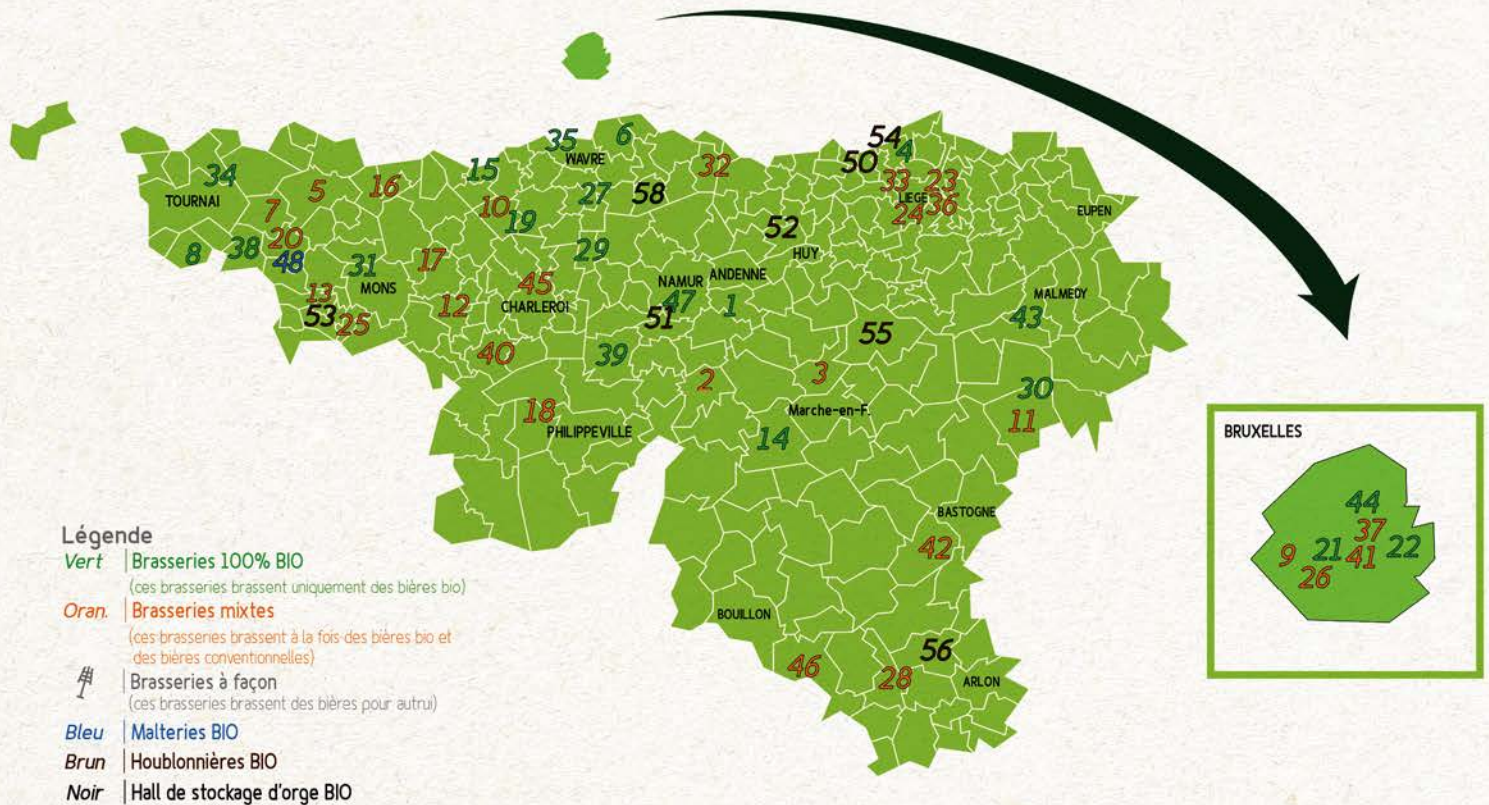 54
35
6
4
WAVRE
32
50
15
34
5
16
33
23
LIEGE
TOURNAI
7
10
27
58
24
36
EUPEN
19
52
20
8
38
29
HUY
48
31
17
MONS
45
NAMUR
ANDENNE
13
12
CHARLEROI
47
1
MALMEDY
53
25
51
55
43
40
39
2
3
30
18
Marche-en-F.
11
PHILIPPEVILLE
14
BRUXELLES
44
37
9
21
41
22
26
BASTOGNE
42
BOUILLON
46
28
56
ARLON
Légende
Vert | Brasseries 100% BIO
(ces brasseries brassent uniquement des bières bio)
Oran. | Brasseries mixtes
(ces brasseries brassent à la fois des bières bio et
des bières conventionnelles)
Brasseries à façon
(ces brasseries brassent des bières pour autrui)
Bleu | Malteries BIO
Brun | Houblonnières BIO
Noir | Hall de stockage d'orge BIO